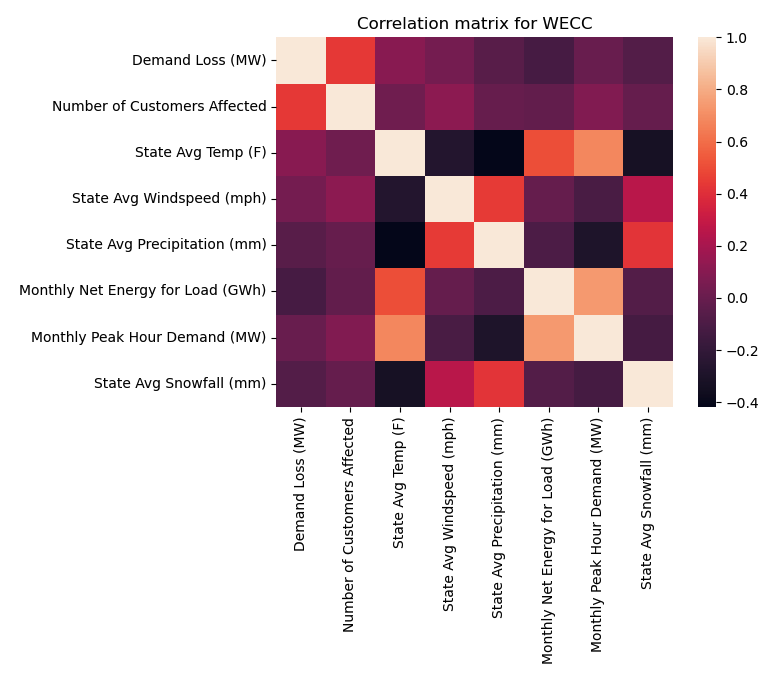 Correlation matrix for WECC
Demand Loss (MW)
Number of Customers Affected
State Avg Temp (F)
State Avg Windspeed (mph)
State Avg Precipitation (mm)
Monthly Net Energy for Load (GWh)
Monthly Peak Hour Demand (MW)
State Avg Snowfall (mm)
1.0
0.8
0.6
0.4
0.2
0.0
−0.2
−0.4
Demand Loss (MW)
Number of Customers Affected
State Avg Temp (F)
State Avg Windspeed (mph)
State Avg Precipitation (mm)
Monthly Net Energy for Load (GWh)
Monthly Peak Hour Demand (MW)
State Avg Snowfall (mm)